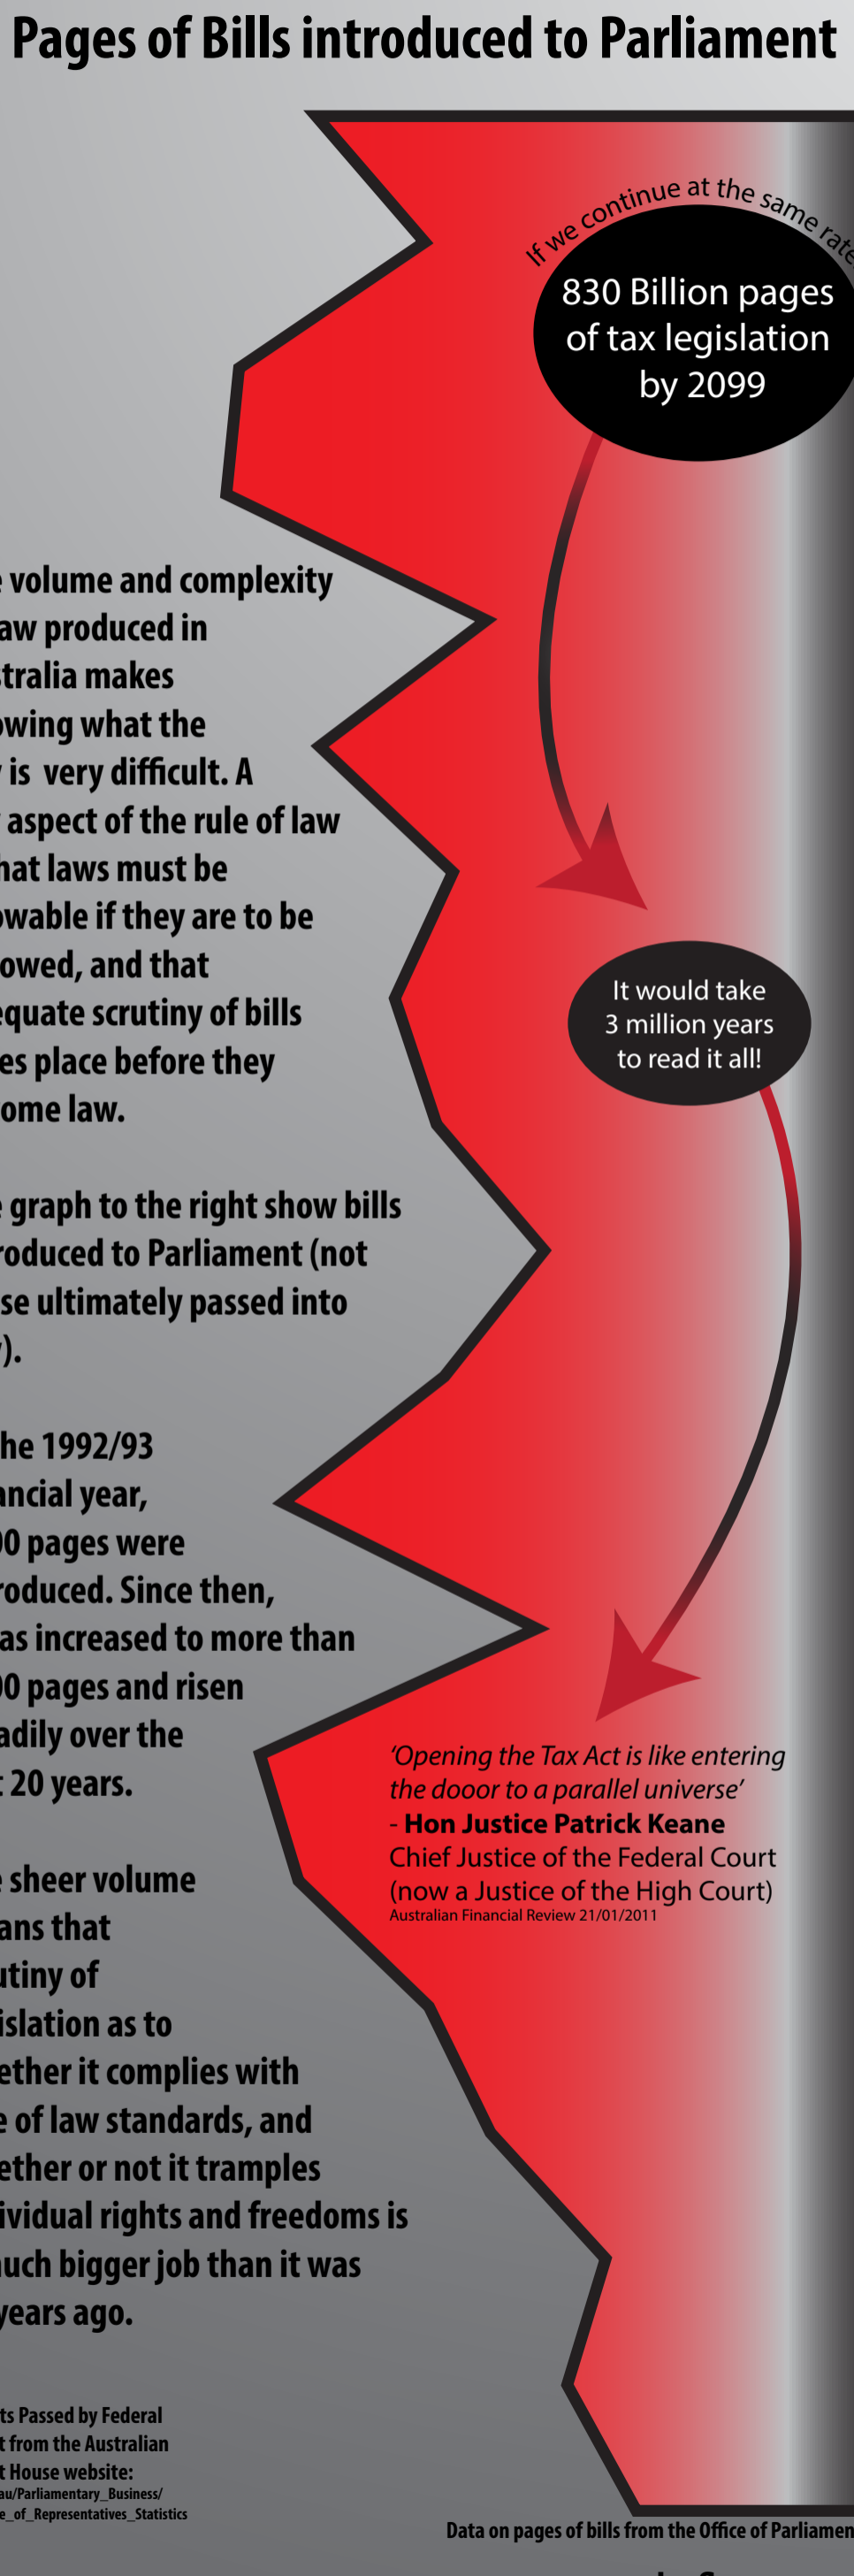 Pages of Bills introduced to Parliament
If we continue at the same rate
830 Billion pages
of tax legislation
by 2099
volume and complexity
aw produced in
stralia makes
owing what the
is very difficult. A
aspect of the rule of law
hat laws must be
owable if they are to be
owed, and that
equate scrutiny of bills
es place before they
ome law.
It would take
3 million years
to read it all!
graph to the right show bills
roduced to Parliament (not
se ultimately passed into
).
he 1992/93
ancial year,
00 pages were
roduced. Since then,
as increased to more than
00 pages and risen
adily over the
20 years.
'Opening the Tax Act is like entering
the dooor to a parallel universe'
- Hon Justice Patrick Keane
Chief Justice of the Federal Court
(now a Justice of the High Court)
Australian Financial Review 21/01/2011
sheer volume
ans that
utiny of
islation as to
ether it complies with
e of law standards, and
ether or not it tramples
ividual rights and freedoms is
uch bigger job than it was
years ago.
ts Passed by Federal
t from the Australian
t House website:
au/Parliamentary_Business/
e_of_Representatives_Statistics
Data on pages of bills from the Office of Parliamen